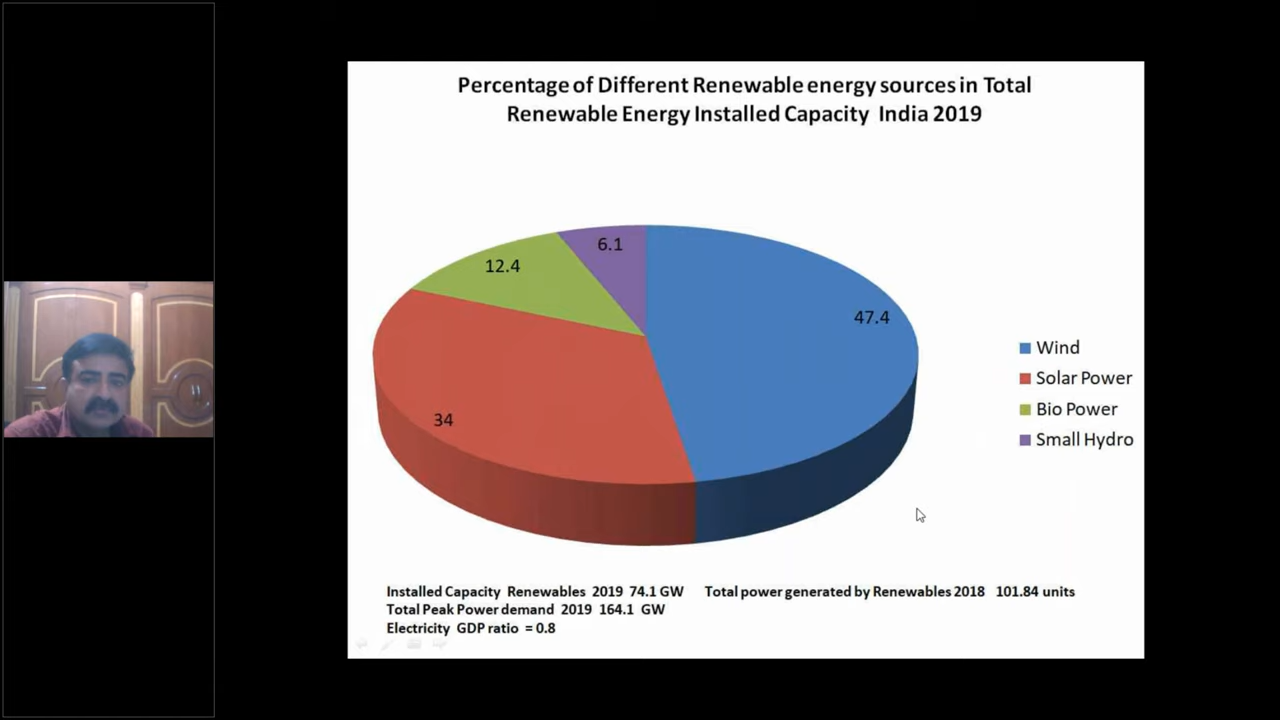 Percentage of Different Renewable energy sources in Total
Renewable Energy Installed Capacity India 2019
6.1
12.4
47.4
34
Wind
Solar Power
Bio Power
Small Hydro
Installed Capacity Renewables 2019 74.1 GW Total power generated by Renewables 2018 101.84 units
Total Peak Power demand 2019 164.1 GW
Electricity GDP ratio = 0.8